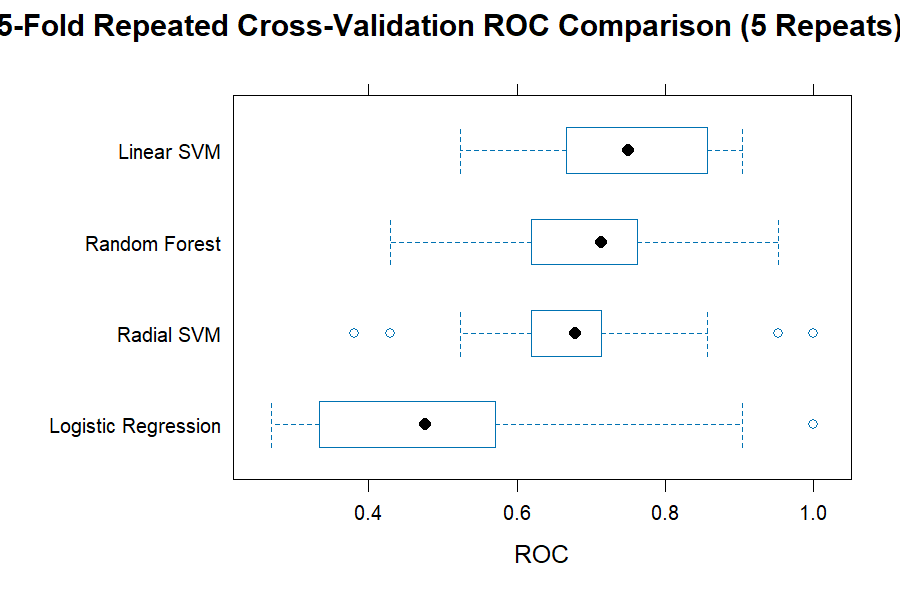 5-Fold Repeated Cross-Validation ROC Comparison (5 Repeats)
Linear SVM
Random Forest
Radial SVM
Logistic Regression
0.4 0.6 0.8 1.0
ROC